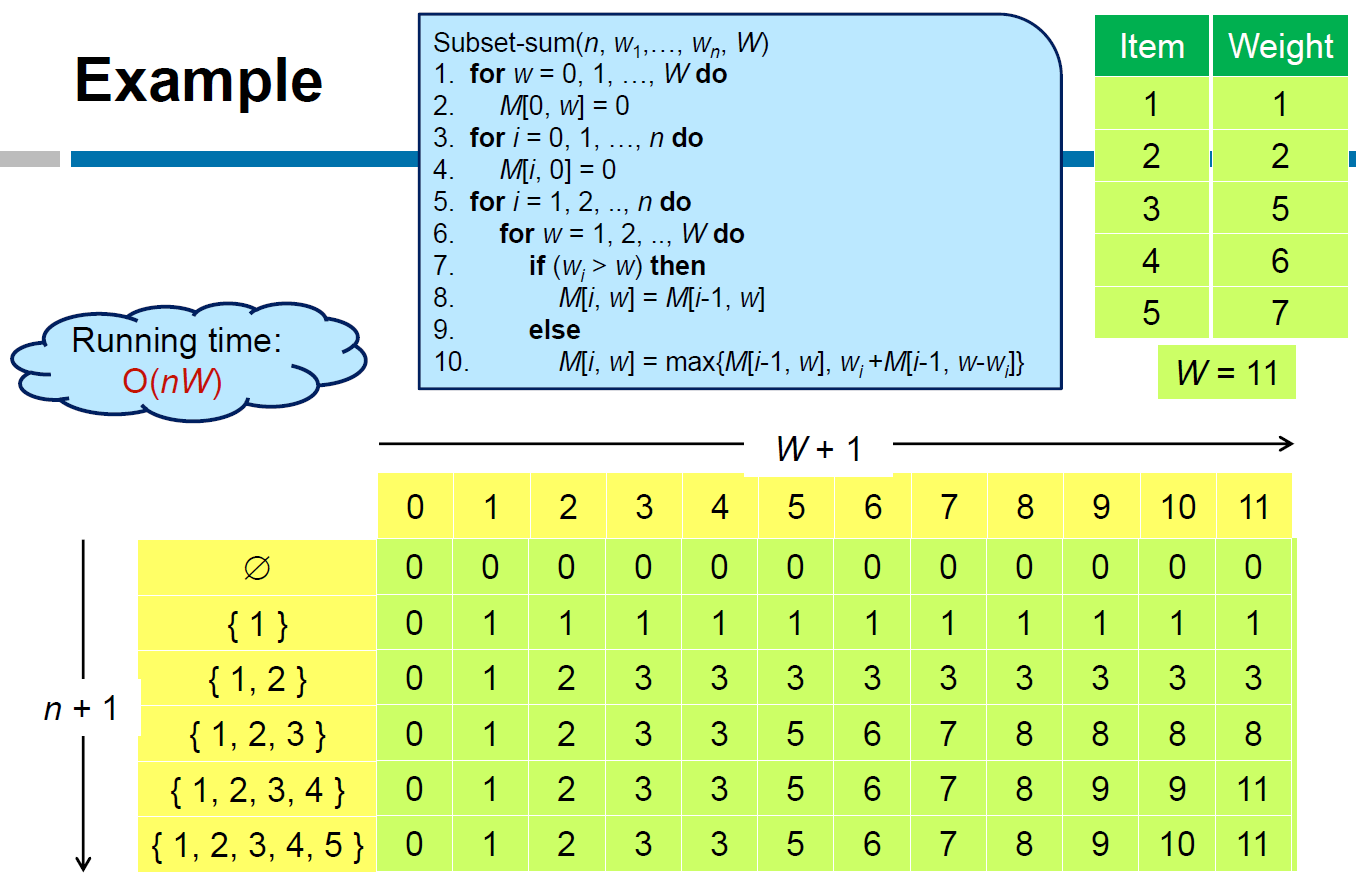 Example
Subset-sum(n, w1,…, wn, W)
1. for w = 0, 1, …, W do
2. M[0, w] = 0
3. for i = 0, 1, …, n do
4. M[i, 0] = 0
5. for i = 1, 2, .., n do
6. for w = 1, 2, .., W do
7. if (wi > w) then
8. M[i, w] = M[i-1, w]
9. else
10. M[i, w] = max{M[i-1, w], wi +M[i-1, w-wi]}
Item Weight
1 1
2 2
3 5
4 6
5 7
W = 11
Running time:
O(nW)
W + 1
0 1 2 3 4 5 6 7 8 9 10 11
∅ 0 0 0 0 0 0 0 0 0 0 0 0
{ 1 } 0 1 1 1 1 1 1 1 1 1 1 1
{ 1, 2 } 0 1 2 3 3 3 3 3 3 3 3 3
n + 1
{ 1, 2, 3 } 0 1 2 3 3 5 6 7 8 8 8 8
{ 1, 2, 3, 4 } 0 1 2 3 3 5 6 7 8 9 9 11
{ 1, 2, 3, 4, 5 } 0 1 2 3 3 5 6 7 8 9 10 11